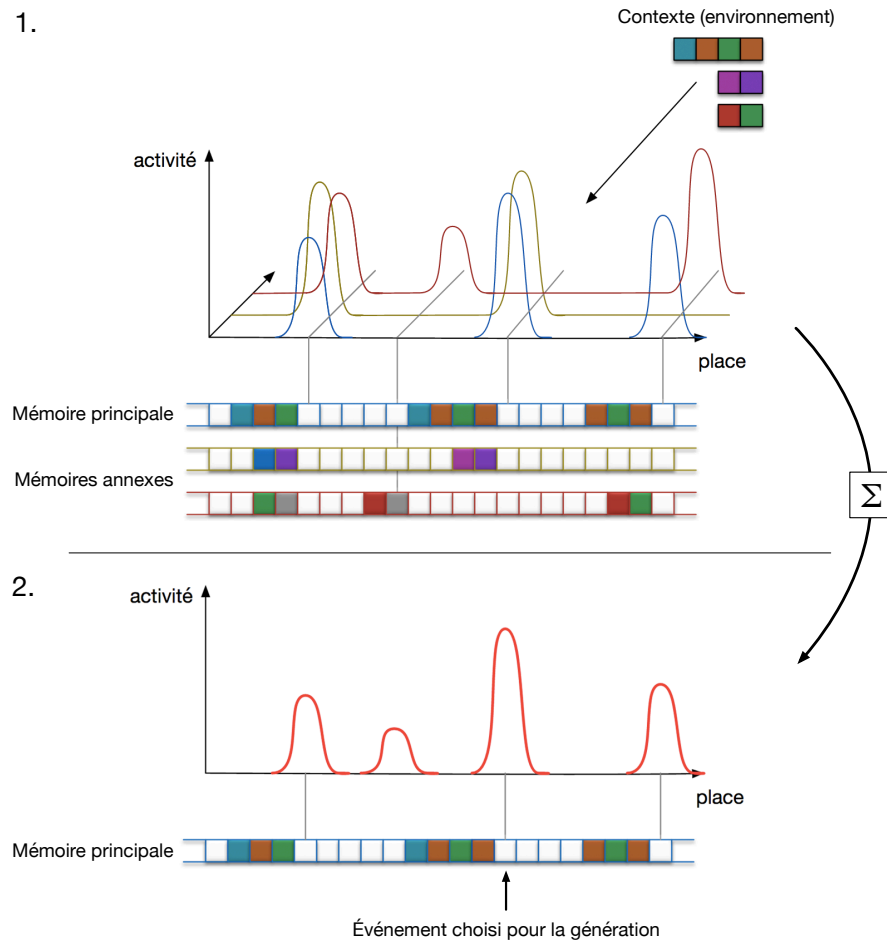 1.
Contexte (environnement)
activité
place
Mémoire principale
Mémoires annexes
Σ
2.
activité
place
Mémoire principale
Événement choisi pour la génération